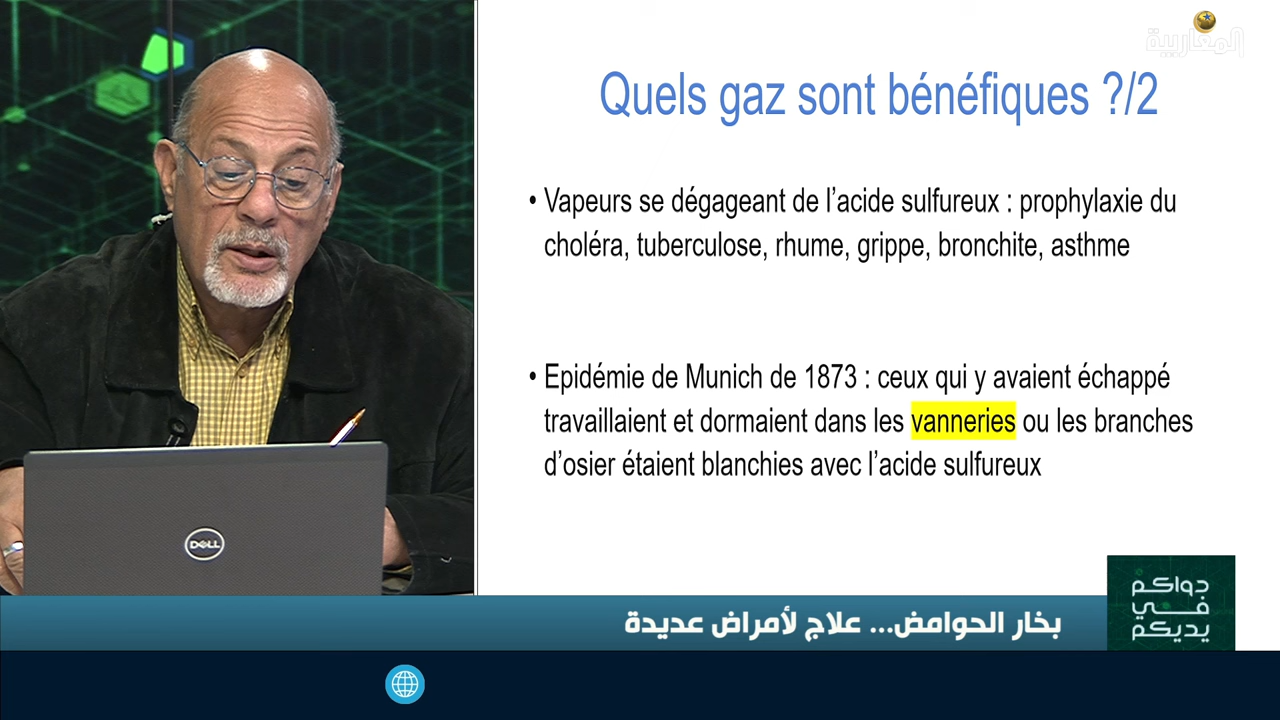 المغاربية
Quels gaz sont bénéfiques ?/2
• Vapeurs se dégageant de l’acide sulfureux : prophylaxie du
choléra, tuberculose, rhume, grippe, bronchite, asthme
• Epidémie de Munich de 1873 : ceux qui y avaient échappé
travaillaient et dormaient dans les vanneries ou les branches
d’osier étaient blanchies avec l’acide sulfureux
DELL
دواكم
في
يديكم
بخار الحوامض... علاج لأمراض عديدة